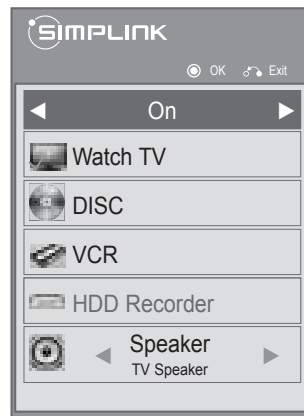 SIMPLINK
OK Exit
On
Watch TV
DISC
VCR
HDD Recorder
Speaker
TV Speaker